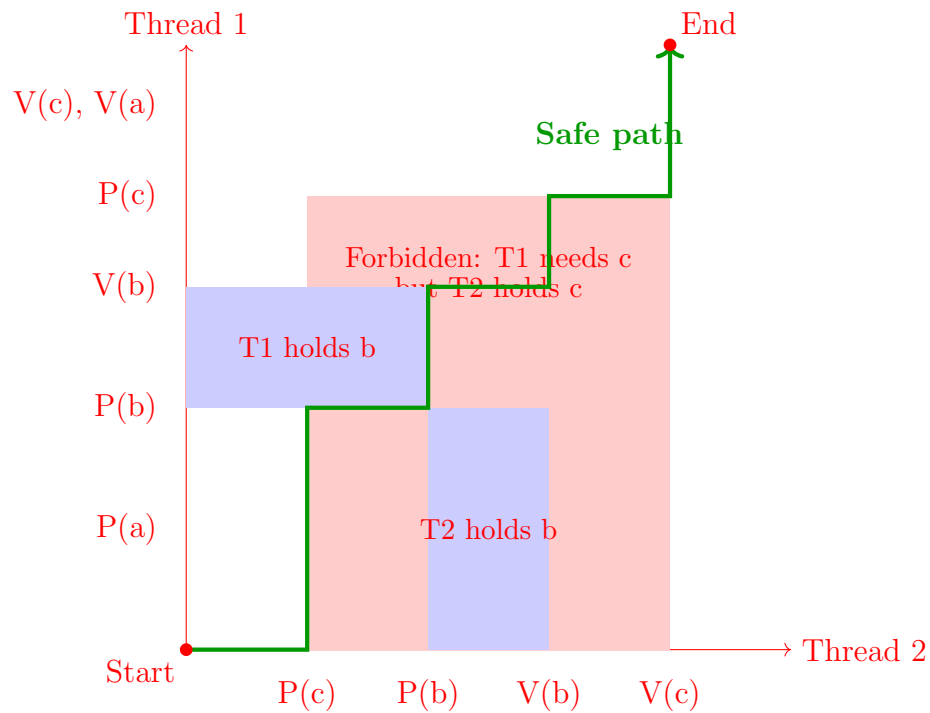 Thread 1
End
V(c), V(a)
Safe path
P(c)
Forbidden: T1 needs c
but T2 holds c
V(b)
T1 holds b
P(b)
T2 holds b
P(a)
Thread 2
Start
P(c)
P(b)
V(b)
V(c)